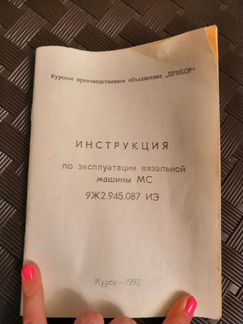 Курское производственное объединение „ПРИБОР"
ИНСТРУКЦИЯ
по эксплуатации вязальной
машины МС
9Ж2.945.087 ИЭ
Курск — 1992